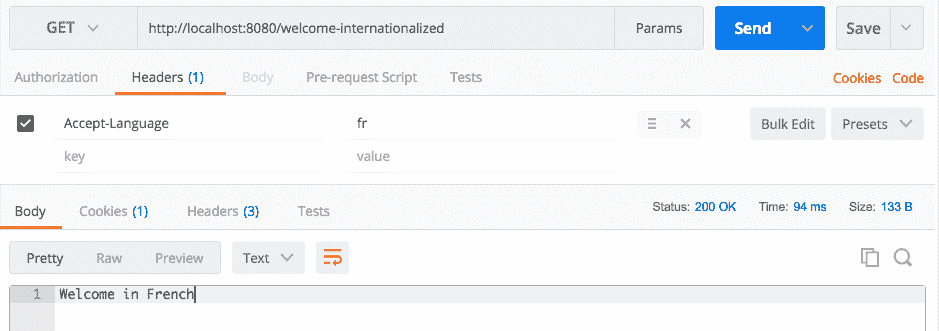 GET http://localhost:8080/welcome-internationalized Params Send Save
Authorization Headers (1) Body Pre-request Script Tests Cookies Code
Accept-Language fr Bulk Edit Presets
key value
Body Cookies (1) Headers (3) Tests Status: 200 OK Time: 94 ms Size: 133 B
Pretty Raw Preview Text
1 Welcome in French